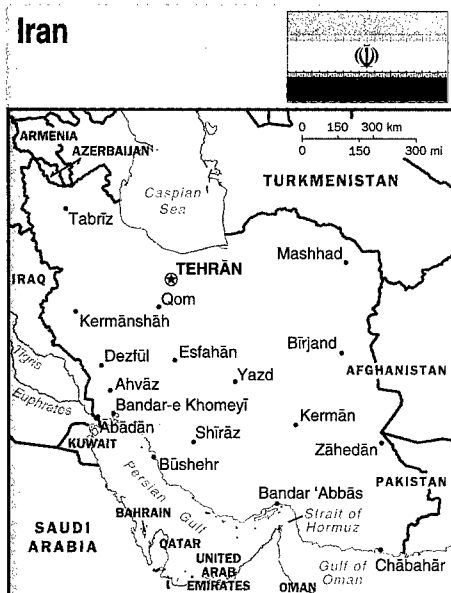 Iran
0 150 300 km
0 150 300 mi
ARMENIA
AZERBAIJAN
Caspian
Sea
TURKMENISTAN
Tabrīz
Mashhad
TEHRĀN
IRAQ
Qom
Kermānshāh
Dezfūl
Esfahān
Bīrjand
AFGHANISTAN
Tigris
Ahvāz
Yazd
Euphrates
Bandar-e Khomeyī
Kermān
Ābādān
KUWAIT
Shīrāz
Zāhedān
Būshehr
PAKISTAN
Persian
Gulf
Bandar ‘Abbās
Strait of
Hormuz
BAHRAIN
SAUDI
ARABIA
QATAR
UNITED
ARAB
EMIRATES
OMAN
Gulf of
Oman
Chābahār